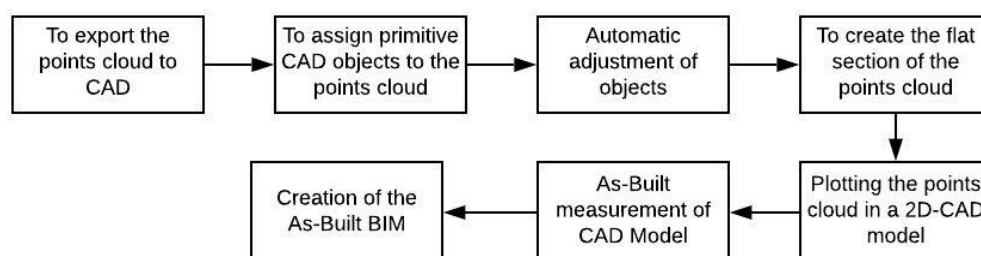 To export the
points cloud to
CAD
To assign primitive
CAD objects to the
points cloud
Automatic
adjustment of
objects
To create the flat
section of the
points cloud
Plotting the points
cloud in a 2D-CAD
model
As-Built
measurement of
CAD Model
Creation of the
As-Built BIM